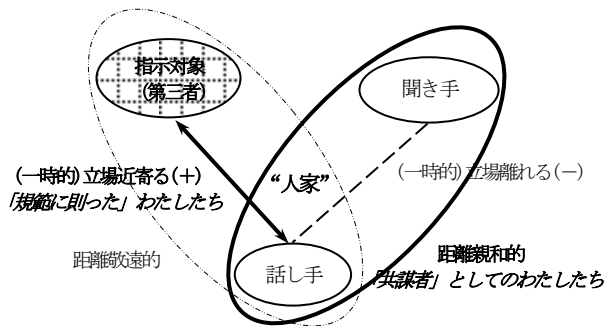 指示対象
(第三者)
聞き手
(一時的)立場近寄る(+)
「規範に則った」わたしたち
“人家”
(一時的)立場離れる(-)
距離敬遠的
話し手
距離親和的
「共謀者」としてのわたしたち